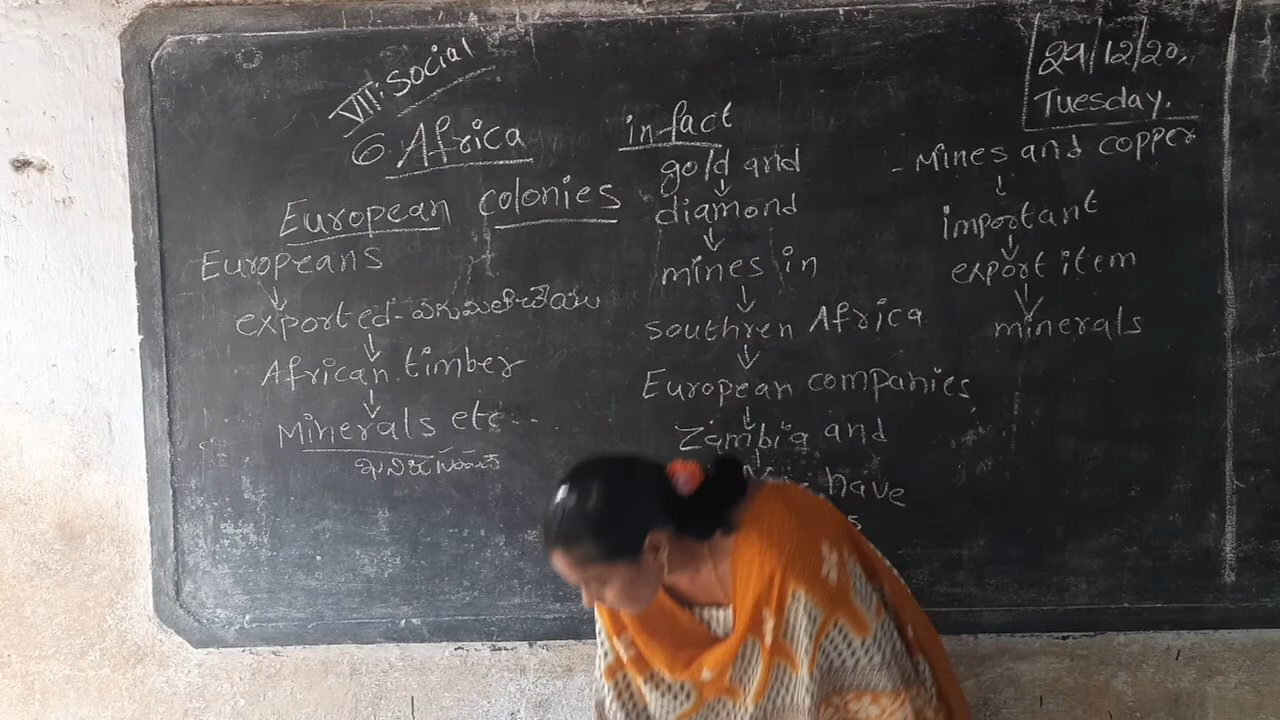 VII: Social
6. Africa
European colonies
Europeans
exported-
African timber
Minerals etc...
in-fact
gold and
diamond
mines in
southren Africa
European companies
Zambia and
have
29/12/20,
Tuesday.
- Mines and copper
important
export item
minerals